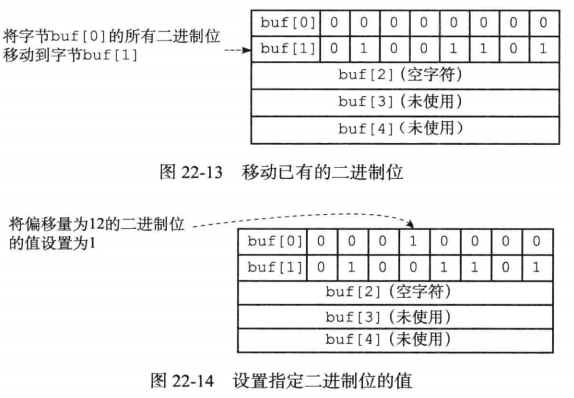 将字节buf[0]的所有二进制位
移动到字节buf[1]
buf[0] 0 0 0 0 0 0 0 0
buf[1] 0 1 0 0 1 1 0 1
buf[2](空字符)
buf[3](未使用)
buf[4](未使用)
图 22-13 移动已有的二进制位
将偏移量为12的二进制位
的值设置为1
buf[0] 0 0 0 1 0 0 0 0
buf[1] 0 1 0 0 1 1 0 1
buf[2](空字符)
buf[3](未使用)
buf[4](未使用)
图 22-14 设置指定二进制位的值